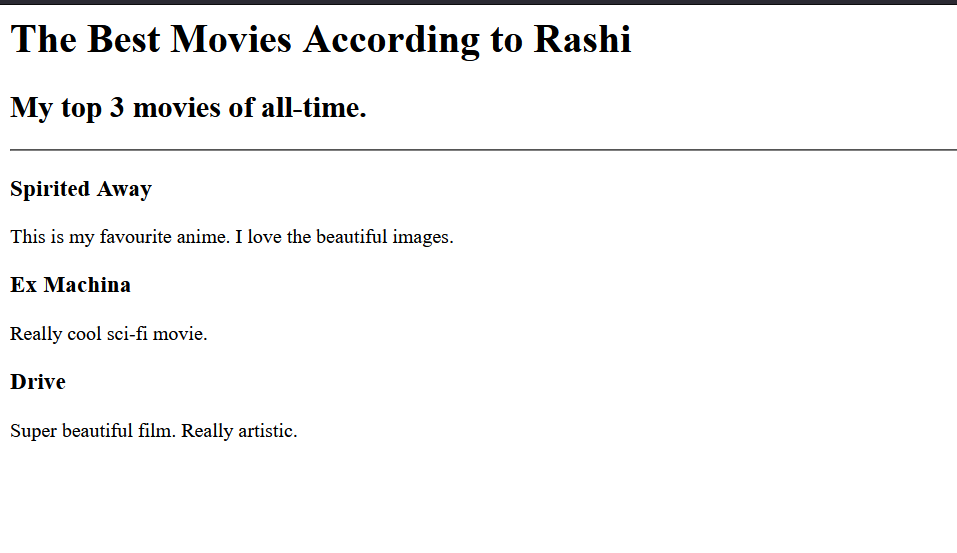 The Best Movies According to Rashi
My top 3 movies of all-time.
Spirited Away
This is my favourite anime. I love the beautiful images.
Ex Machina
Really cool sci-fi movie.
Drive
Super beautiful film. Really artistic.